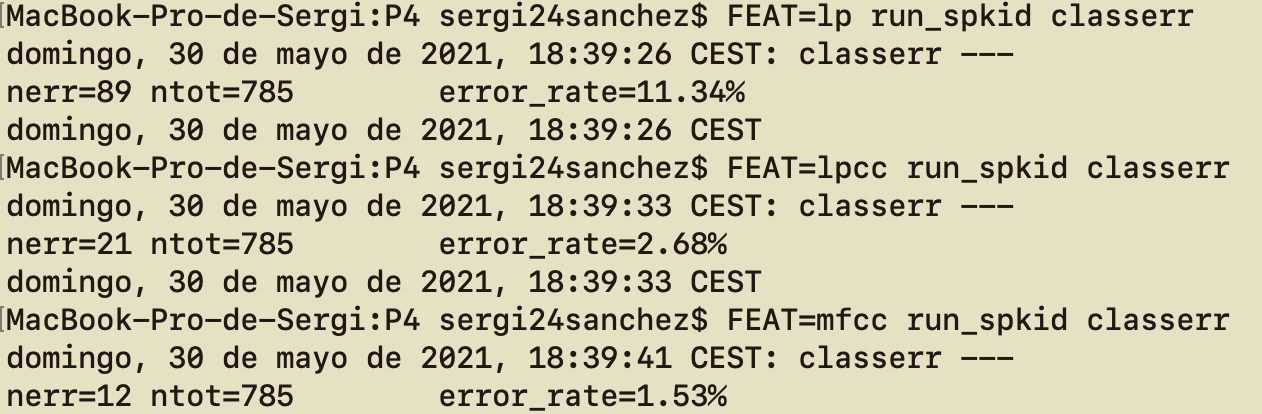 [MacBook-Pro-de-Sergi:P4 sergi24sanchez$ FEAT=lp run_spkid classerr
domingo, 30 de mayo de 2021, 18:39:26 CEST: classerr ---
nerr=89 ntot=785        error_rate=11.34%
domingo, 30 de mayo de 2021, 18:39:26 CEST
[MacBook-Pro-de-Sergi:P4 sergi24sanchez$ FEAT=lpcc run_spkid classerr
domingo, 30 de mayo de 2021, 18:39:33 CEST: classerr ---
nerr=21 ntot=785        error_rate=2.68%
domingo, 30 de mayo de 2021, 18:39:33 CEST
[MacBook-Pro-de-Sergi:P4 sergi24sanchez$ FEAT=mfcc run_spkid classerr
domingo, 30 de mayo de 2021, 18:39:41 CEST: classerr ---
nerr=12 ntot=785        error_rate=1.53%